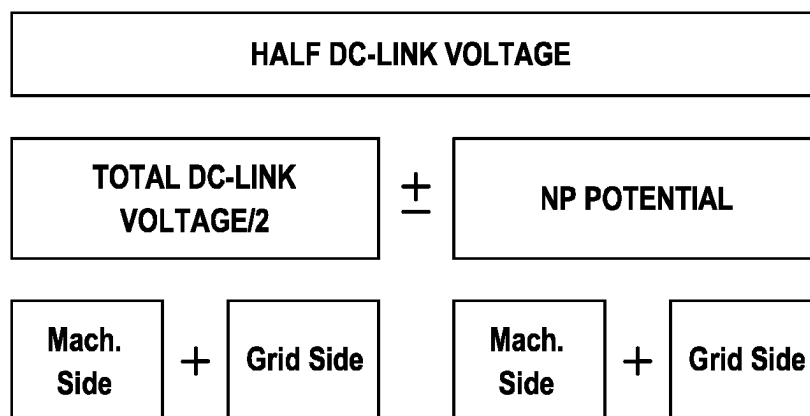 HALF DC-LINK VOLTAGE
TOTAL DC-LINK
VOLTAGE/2
±
NP POTENTIAL
Mach.
Side
+
Grid Side
Mach.
Side
+
Grid Side